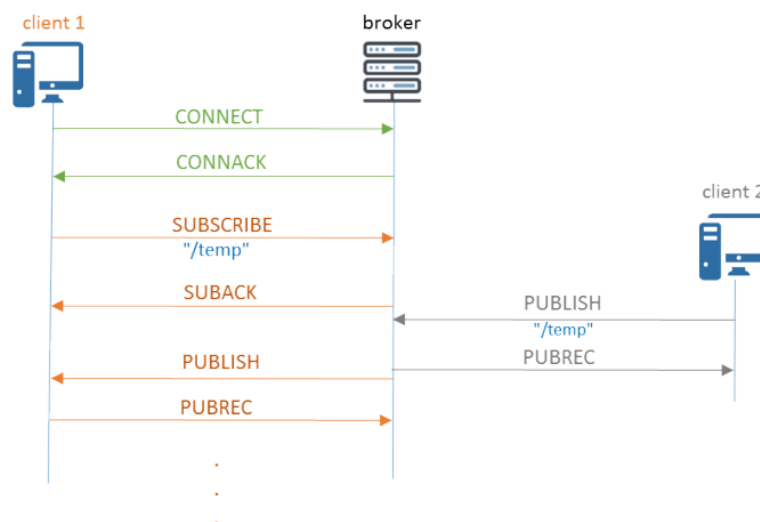 client 1
broker
CONNECT
CONNACK
client 2
SUBSCRIBE
"/temp"
SUBACK
PUBLISH
"/temp"
PUBREC
PUBLISH
PUBREC